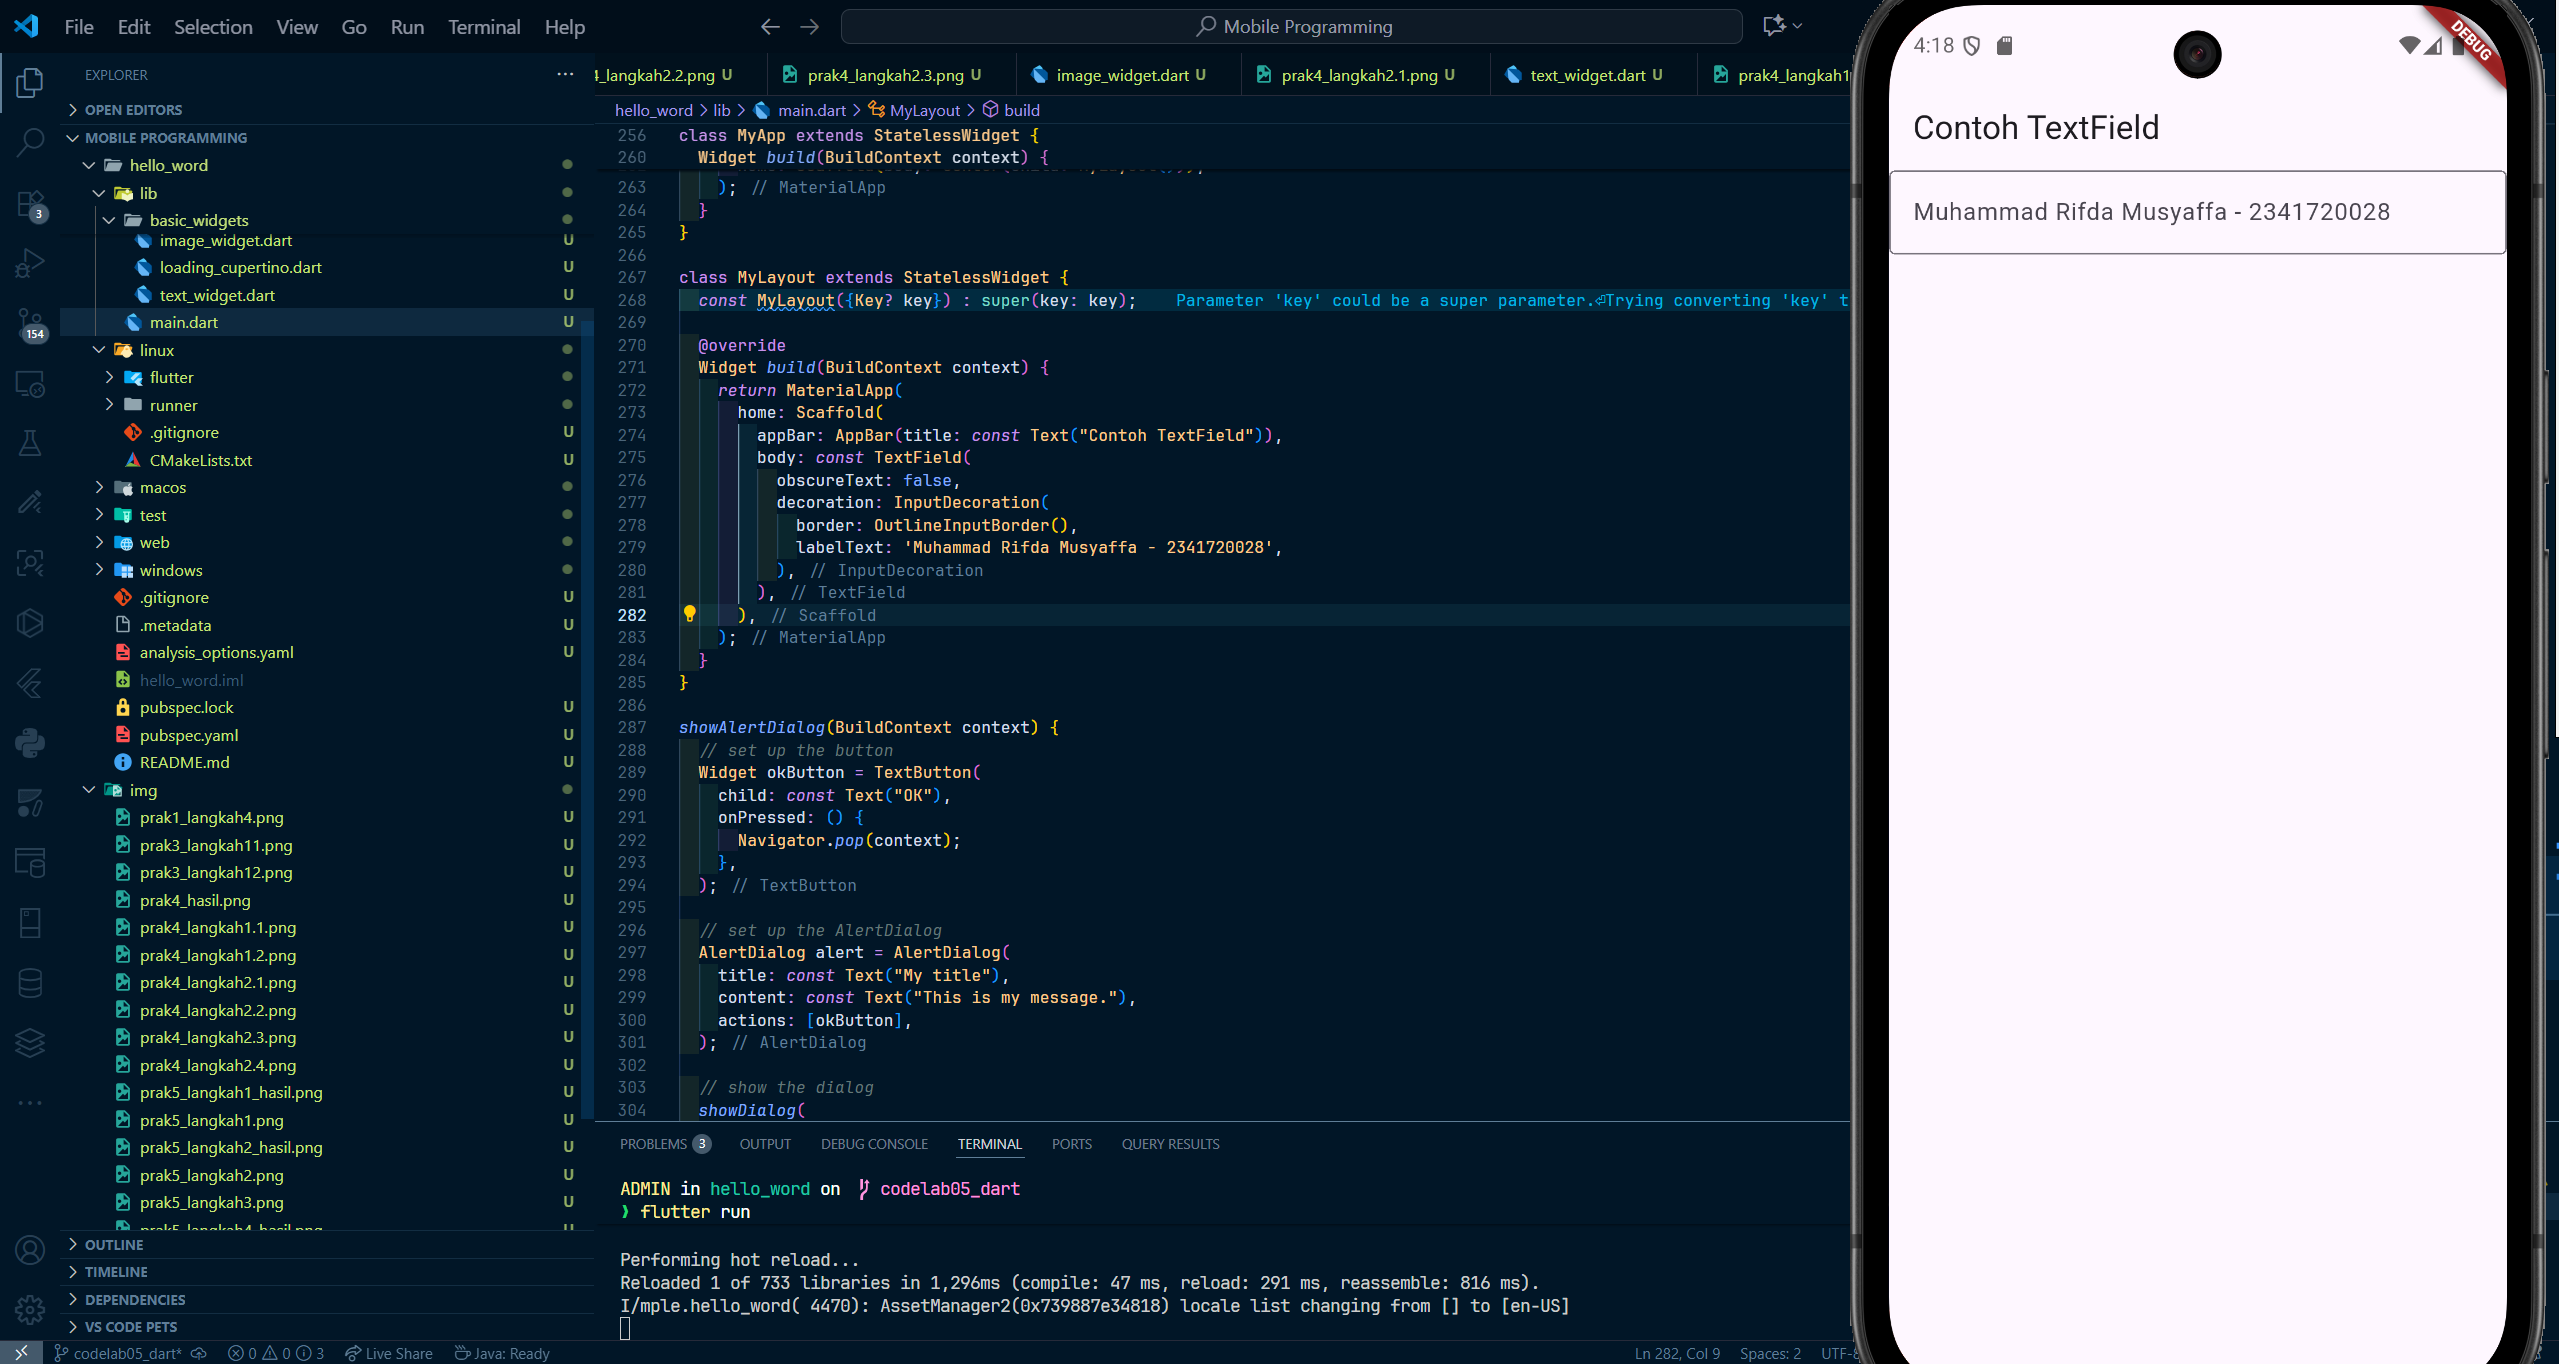 File Edit Selection View Go Run Terminal Help
Mobile Programming
EXPLORER
OPEN EDITORS
MOBILE PROGRAMMING
hello_word
lib
basic_widgets
image_widget.dart U
loading_cupertino.dart U
text_widget.dart U
main.dart U
linux
flutter
runner
.gitignore U
CMakeLists.txt U
macos
test
web
windows
.gitignore U
.metadata U
analysis_options.yaml U
hello_word.iml
pubspec.lock U
pubspec.yaml U
README.md U
img
prak1_langkah4.png U
prak3_langkah11.png U
prak3_langkah12.png U
prak4_hasil.png U
prak4_langkah1.1.png U
prak4_langkah1.2.png U
prak4_langkah2.1.png U
prak4_langkah2.2.png U
prak4_langkah2.3.png U
prak4_langkah2.4.png U
prak5_langkah1_hasil.png U
prak5_langkah1.png U
prak5_langkah2_hasil.png U
prak5_langkah2.png U
prak5_langkah3.png U
prak5_langkah4_hasil.png U
OUTLINE
TIMELINE
DEPENDENCIES
VS CODE PETS
3
154
4_langkah2.2.png U prak4_langkah2.3.png U image_widget.dart U prak4_langkah2.1.png U text_widget.dart U prak4_langkah1
hello_word > lib > main.dart > MyLayout > build
256 class MyApp extends StatelessWidget {
260 Widget build(BuildContext context) {
263 ); // MaterialApp
264 }
265 }
266
267 class MyLayout extends StatelessWidget {
268 const MyLayout({Key? key}) : super(key: key); Parameter 'key' could be a super parameter.⏎Trying converting 'key' t
269
270 @override
271 Widget build(BuildContext context) {
272 return MaterialApp(
273 home: Scaffold(
274 appBar: AppBar(title: const Text("Contoh TextField")),
275 body: const TextField(
276 obscureText: false,
277 decoration: InputDecoration(
278 border: OutlineInputBorder(),
279 labelText: 'Muhammad Rifda Musyaffa - 2341720028',
280 ), // InputDecoration
281 ), // TextField
282 ), // Scaffold
283 ); // MaterialApp
284 }
285 }
286
287 showAlertDialog(BuildContext context) {
288 // set up the button
289 Widget okButton = TextButton(
290 child: const Text("OK"),
291 onPressed: () {
292 Navigator.pop(context);
293 },
294 ); // TextButton
295
296 // set up the AlertDialog
297 AlertDialog alert = AlertDialog(
298 title: const Text("My title"),
299 content: const Text("This is my message."),
300 actions: [okButton],
301 ); // AlertDialog
302
303 // show the dialog
304 showDialog(
PROBLEMS 3 OUTPUT DEBUG CONSOLE TERMINAL PORTS QUERY RESULTS
ADMIN in hello_word on codelab05_dart
❯ flutter run
Performing hot reload...
Reloaded 1 of 733 libraries in 1,296ms (compile: 47 ms, reload: 291 ms, reassemble: 816 ms).
I/mple.hello_word( 4470): AssetManager2(0x739887e34818) locale list changing from [] to [en-US]
codelab05_dart* 0 0 3 Live Share Java: Ready Ln 282, Col 9 Spaces: 2 UTF-8
4:18
DEBUG
Contoh TextField
Muhammad Rifda Musyaffa - 2341720028